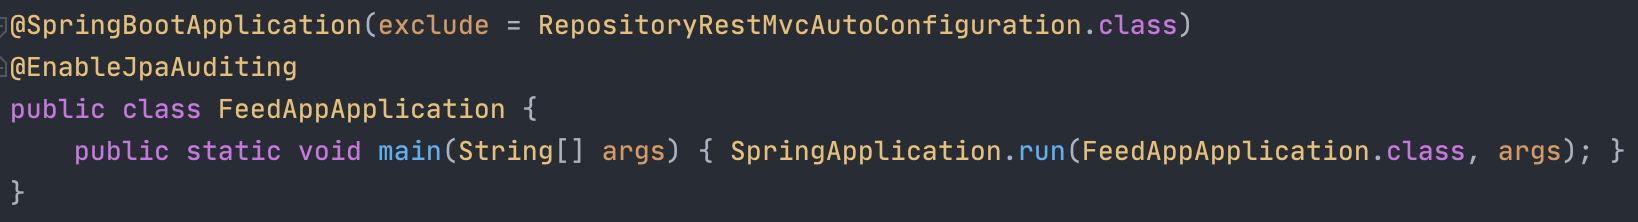 @SpringBootApplication(exclude = RepositoryRestMvcAutoConfiguration.class)
@EnableJpaAuditing
public class FeedAppApplication {
    public static void main(String[] args) { SpringApplication.run(FeedAppApplication.class, args); }
}